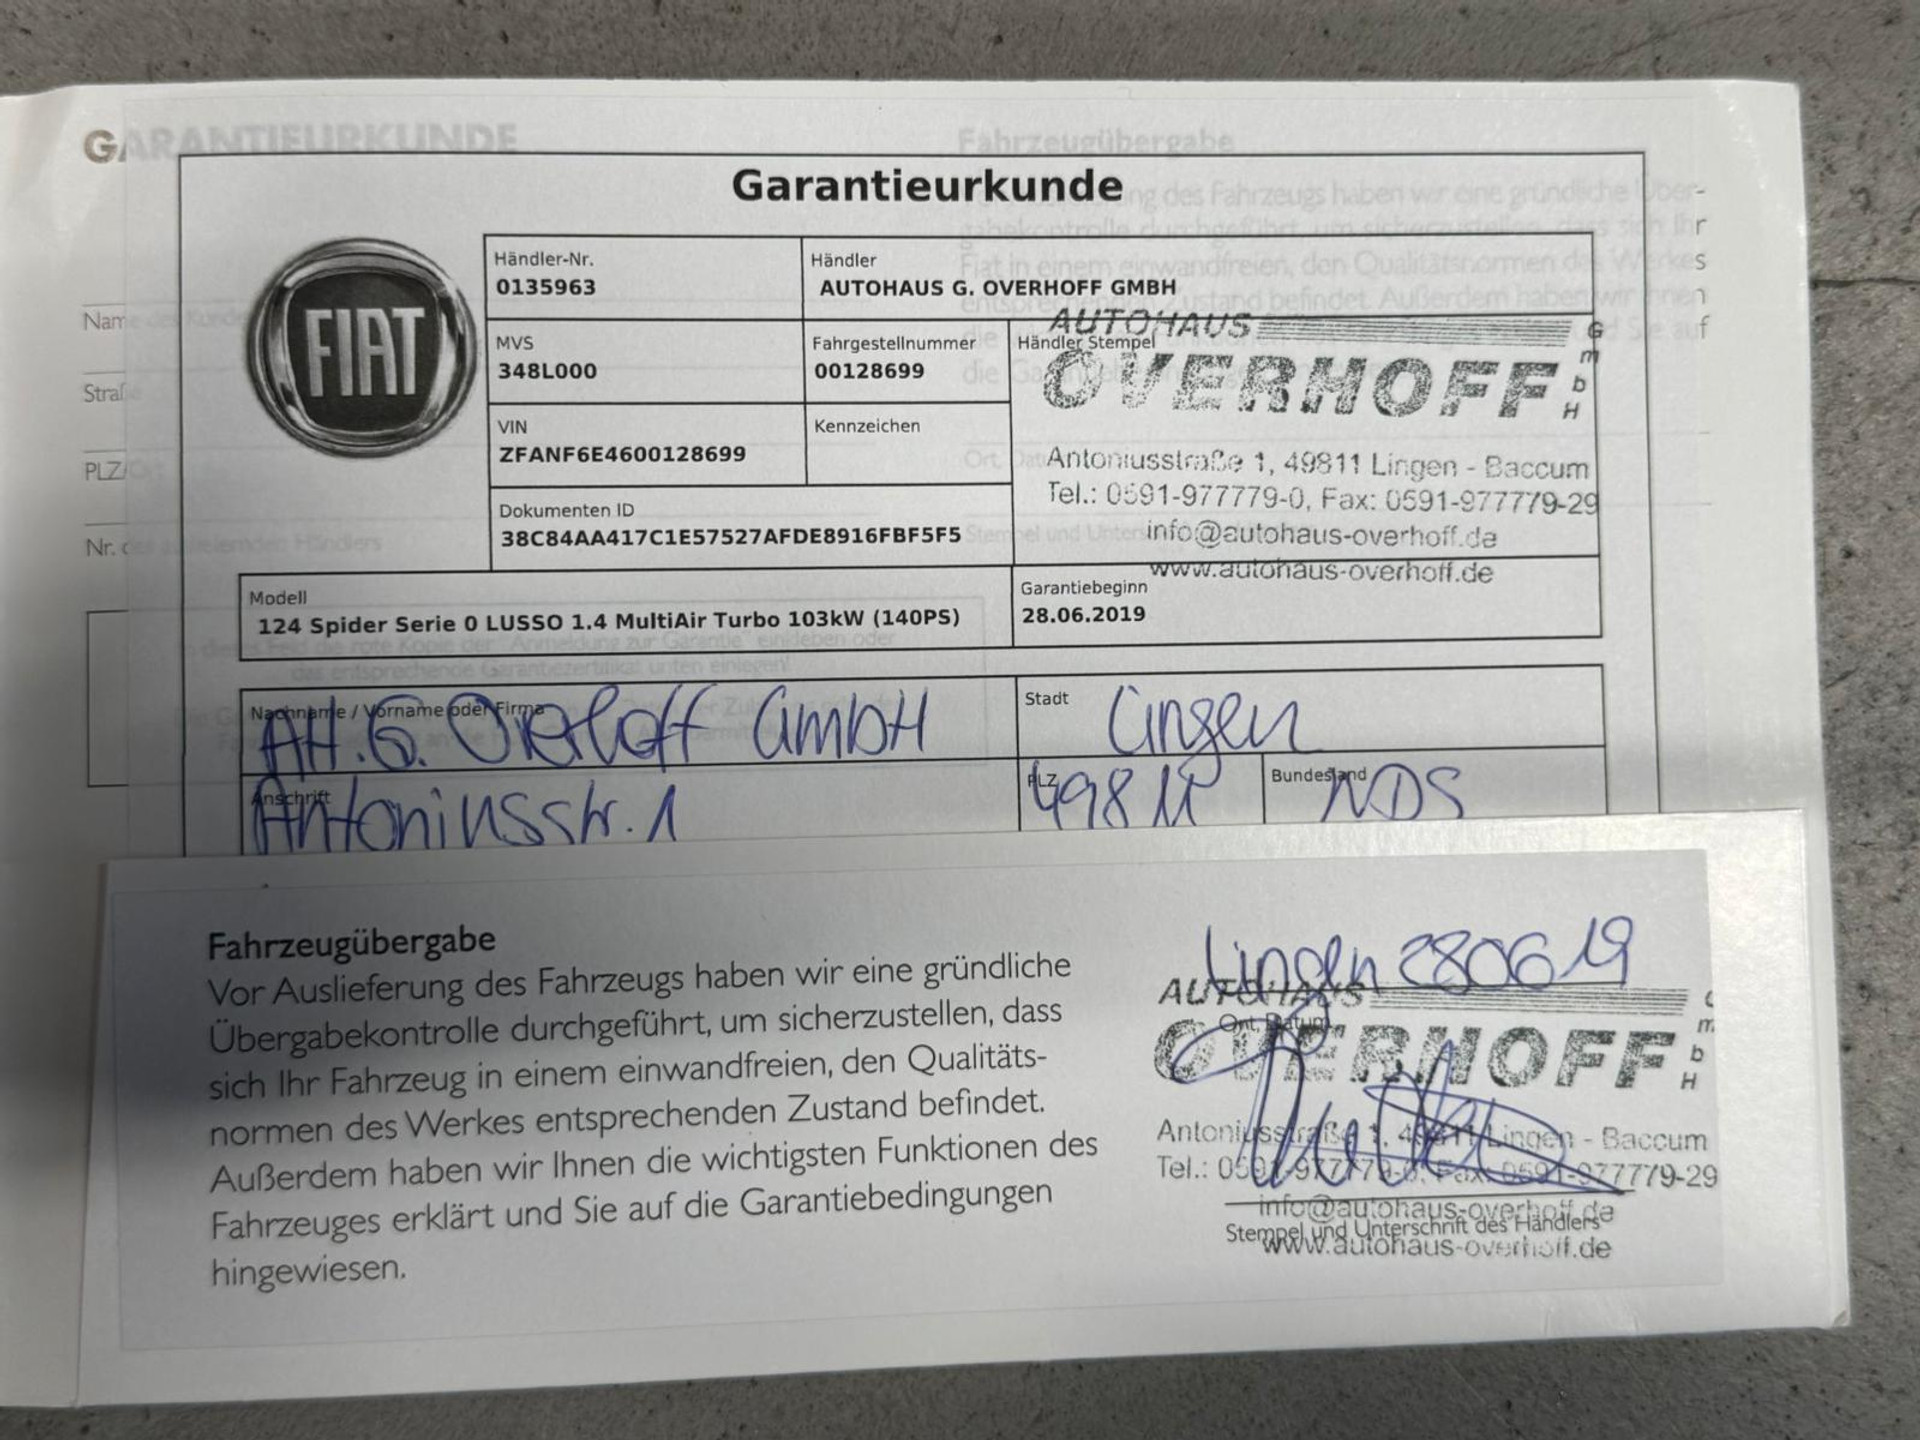 GARANTIEURKUNDE
Fahrzeugübergabe
Garantieurkunde
FIAT
Händler-Nr.
0135963
Händler
AUTOHAUS G. OVERHOFF GMBH
MVS
348L000
Fahrgestellnummer
00128699
Händler Stempel
AUTOHAUS
OVERHOFF GmbH
Antoniusstraße 1, 49811 Lingen - Baccum
Tel.: 0591-977779-0, Fax: 0591-977779-29
info@autohaus-overhoff.de
www.autohaus-overhoff.de
VIN
ZFANF6E4600128699
Kennzeichen
Dokumenten ID
38C84AA417C1E57527AFDE8916FBF5F5
Modell
124 Spider Serie 0 LUSSO 1.4 MultiAir Turbo 103kW (140PS)
Garantiebeginn
28.06.2019
Nachname / Vorname oder Firma
AH. G. Overhoff GmbH
Stadt
Lingen
Anschrift
Antoniusstr. 1
PLZ
49811
Bundesland
NDS
Fahrzeugübergabe
Vor Auslieferung des Fahrzeugs haben wir eine gründliche
Übergabekontrolle durchgeführt, um sicherzustellen, dass
sich Ihr Fahrzeug in einem einwandfreien, den Qualitäts-
normen des Werkes entsprechenden Zustand befindet.
Außerdem haben wir Ihnen die wichtigsten Funktionen des
Fahrzeuges erklärt und Sie auf die Garantiebedingungen
hingewiesen.
Lingen 280619
Ort, Datum
AUTOHAUS
OVERHOFF GmbH
Antoniusstraße 1, 49811 Lingen - Baccum
Tel.: 0591-977779-0, Fax: 0591-977779-29
info@autohaus-overhoff.de
Stempel und Unterschrift des Händlers
www.autohaus-overhoff.de